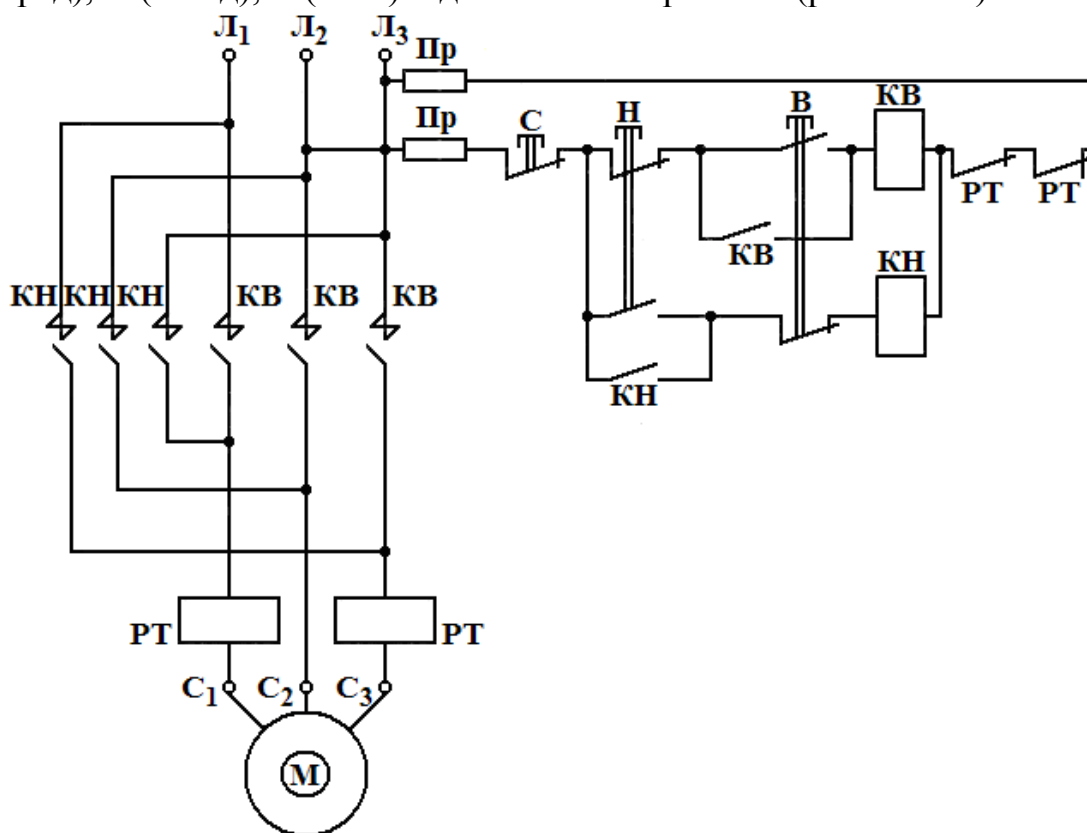 Л1 Л2 Л3
Пр
Пр С Н В КВ
РТ РТ
КВ
КН
КН КН КН КВ КВ КВ
КН
РТ РТ
С1 С2 С3
М